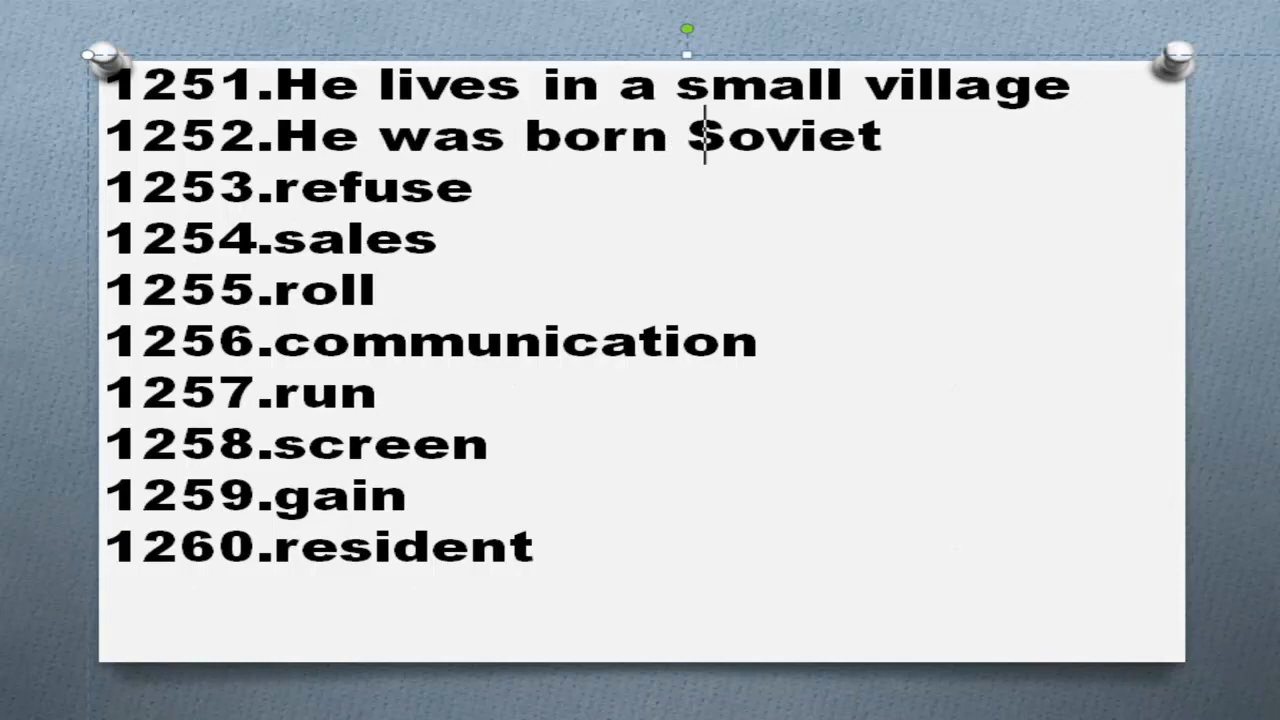 1251.He lives in a small village
1252.He was born Soviet
1253.refuse
1254.sales
1255.roll
1256.communication
1257.run
1258.screen
1259.gain
1260.resident